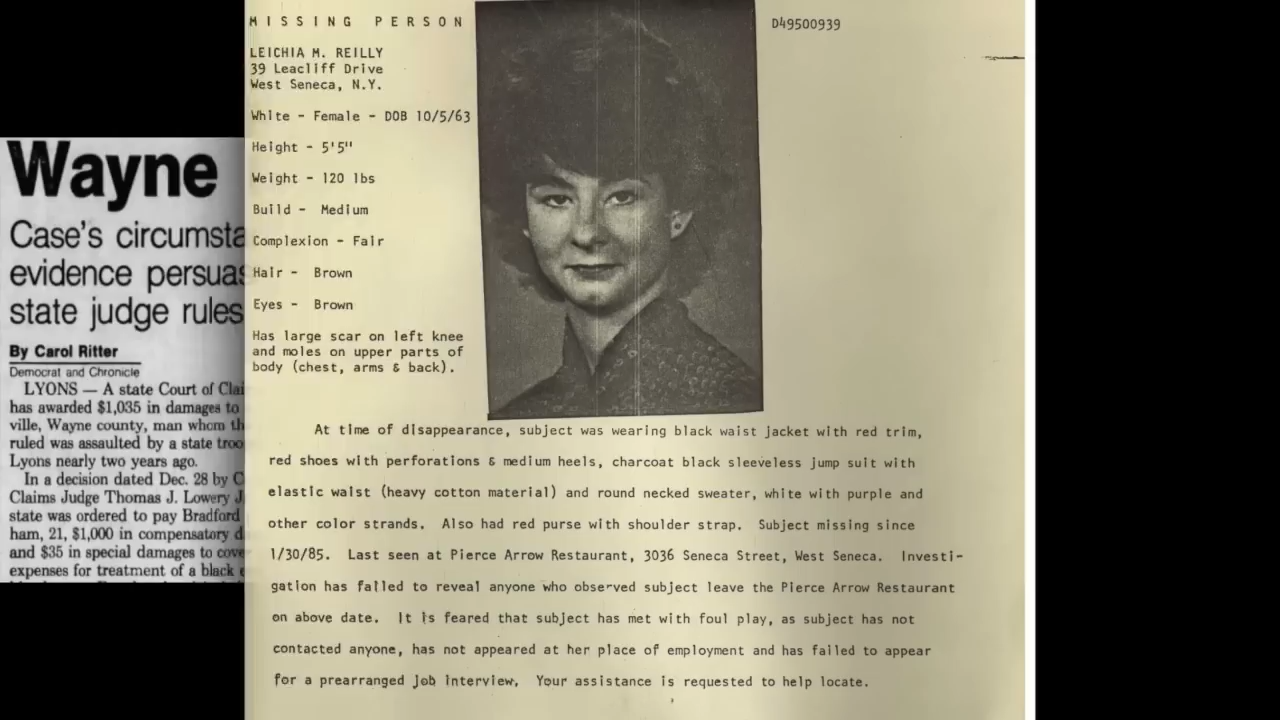 Wayne
Case's
evidence
state judge rules
By Carol Ritter
Democrat and Chronicle
LYONS — A state Court of
has awarded $1,035 in damages to
ville, Wayne county, man whom
ruled was assaulted by a state
Lyons nearly two years ago.
In a decision dated Dec. 28 by
Claims Judge Thomas J. Lowery
state was ordered to pay Bradford
ham, 21, $1,000 in compensatory
and $35 in special damages to
expenses for treatment of a black
MISSING PERSON
D49500939
LEICHIA M. REILLY
39 Leacliff Drive
West Seneca, N.Y.
White - Female - DOB 10/5/63
Height - 5'5"
Weight - 120 lbs
Build - Medium
Complexion - Fair
Hair - Brown
Eyes - Brown
Has large scar on left knee
and moles on upper parts of
body (chest, arms & back).
At time of disappearance, subject was wearing black waist jacket with red trim,
red shoes with perforations & medium heels, charcoat black sleeveless jump suit with
elastic waist (heavy cotton material) and round necked sweater, white with purple and
other color strands. Also had red purse with shoulder strap. Subject missing since
1/30/85. Last seen at Pierce Arrow Restaurant, 3036 Seneca Street, West Seneca. Investi-
gation has failed to reveal anyone who observed subject leave the Pierce Arrow Restaurant
on above date. It is feared that subject has met with foul play, as subject has not
contacted anyone, has not appeared at her place of employment and has failed to appear
for a prearranged job interview. Your assistance is requested to help locate.